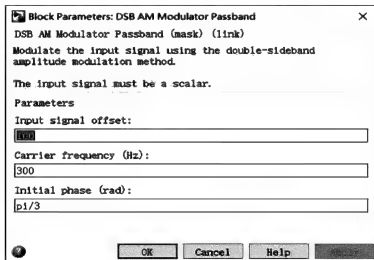 Block Parameters: DSB AM Modulator Passband
DSB AM Modulator Passband (mask) (link)
Modulate the input signal using the double-sideband
amplitude modulation method.
The input signal must be a scalar.
Parameters
Input signal offset:
Carrier frequency (Hz):
300
Initial phase (rad):
pi/3
OK Cancel Help Apply